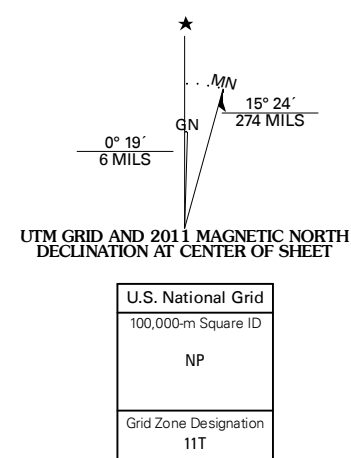 ★
MN
15° 24´
274 MILS
GN
0° 19´
6 MILS
UTM GRID AND 2011 MAGNETIC NORTH
DECLINATION AT CENTER OF SHEET
U.S. National Grid
100,000-m Square ID
NP
Grid Zone Designation
11T